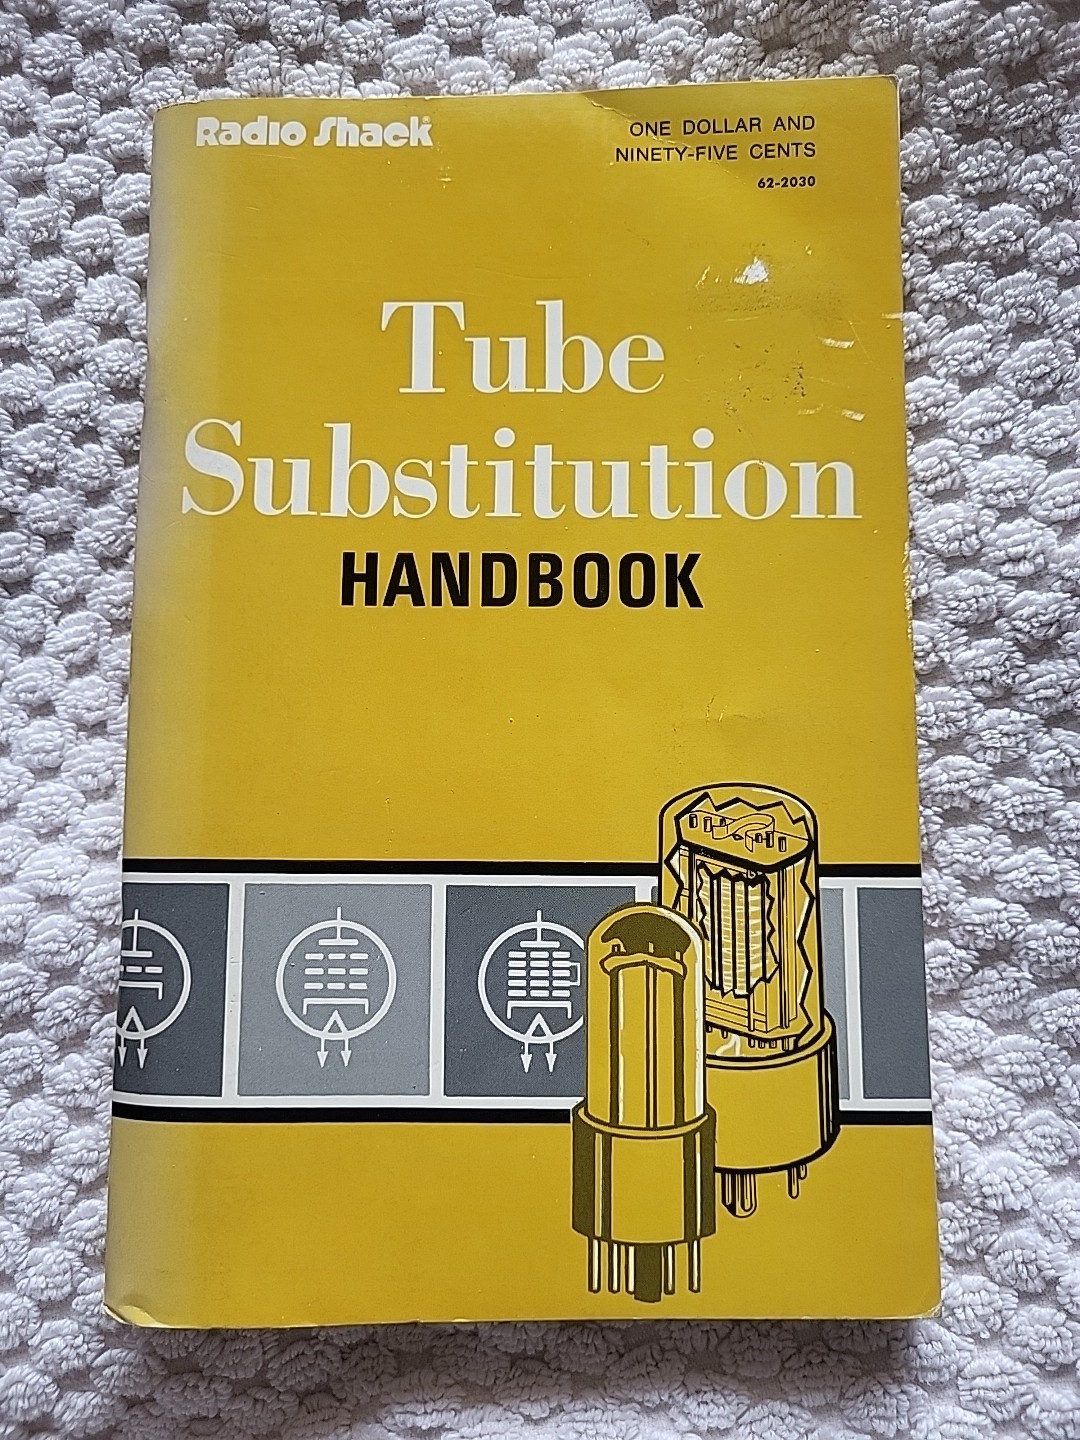 Radio Shack®
ONE DOLLAR AND
NINETY-FIVE CENTS
62-2030
Tube
Substitution
HANDBOOK